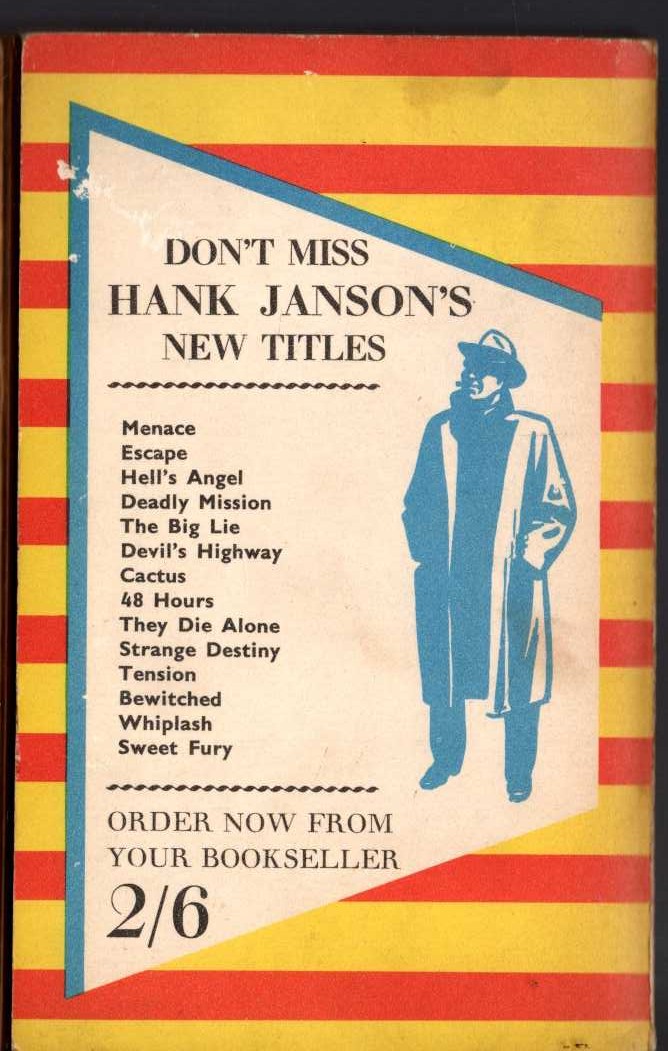 DON'T MISS
HANK JANSON'S
NEW TITLES
Menace
Escape
Hell's Angel
Deadly Mission
The Big Lie
Devil's Highway
Cactus
48 Hours
They Die Alone
Strange Destiny
Tension
Bewitched
Whiplash
Sweet Fury
ORDER NOW FROM
YOUR BOOKSELLER
2/6